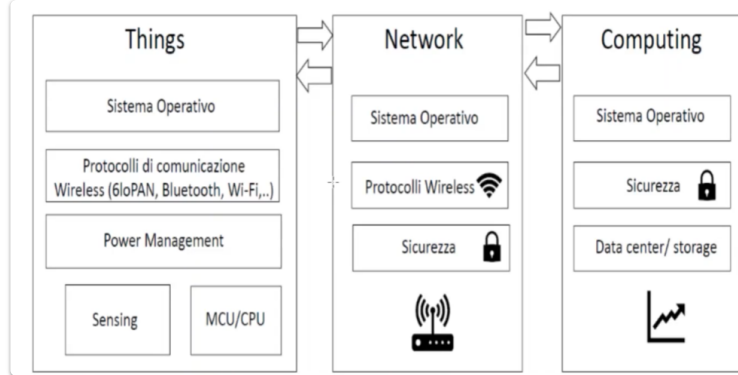 Things
Sistema Operativo
Protocolli di comunicazione
Wireless (6loPAN, Bluetooth, Wi-Fi,..)
Power Management
Sensing
MCU/CPU
Network
Sistema Operativo
Protocolli Wireless
Sicurezza
Computing
Sistema Operativo
Sicurezza
Data center/ storage